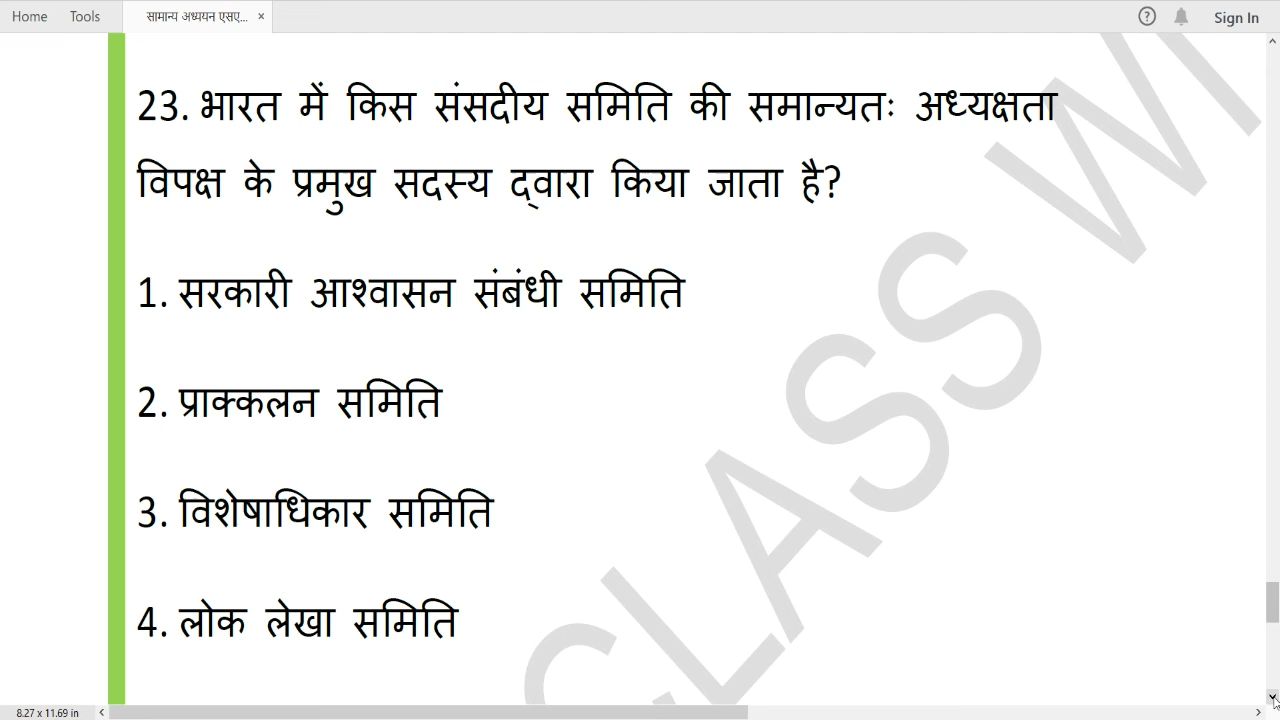 Home Tools सामान्य अध्ययन एसए... × Sign In
23. भारत में किस संसदीय समिति की समान्यतः अध्यक्षता
विपक्ष के प्रमुख सदस्य द्वारा किया जाता है?
1. सरकारी आश्वासन संबंधी समिति
2. प्राक्कलन समिति
3. विशेषाधिकार समिति
4. लोक लेखा समिति
CLASS WI
8.27 x 11.69 in